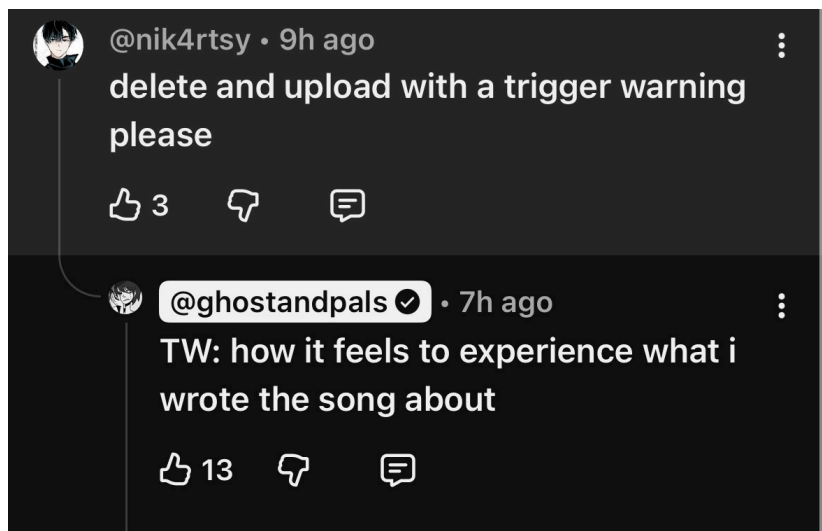 @nik4rtsy • 9h ago
delete and upload with a trigger warning
please
3
@ghostandpals • 7h ago
TW: how it feels to experience what i
wrote the song about
13